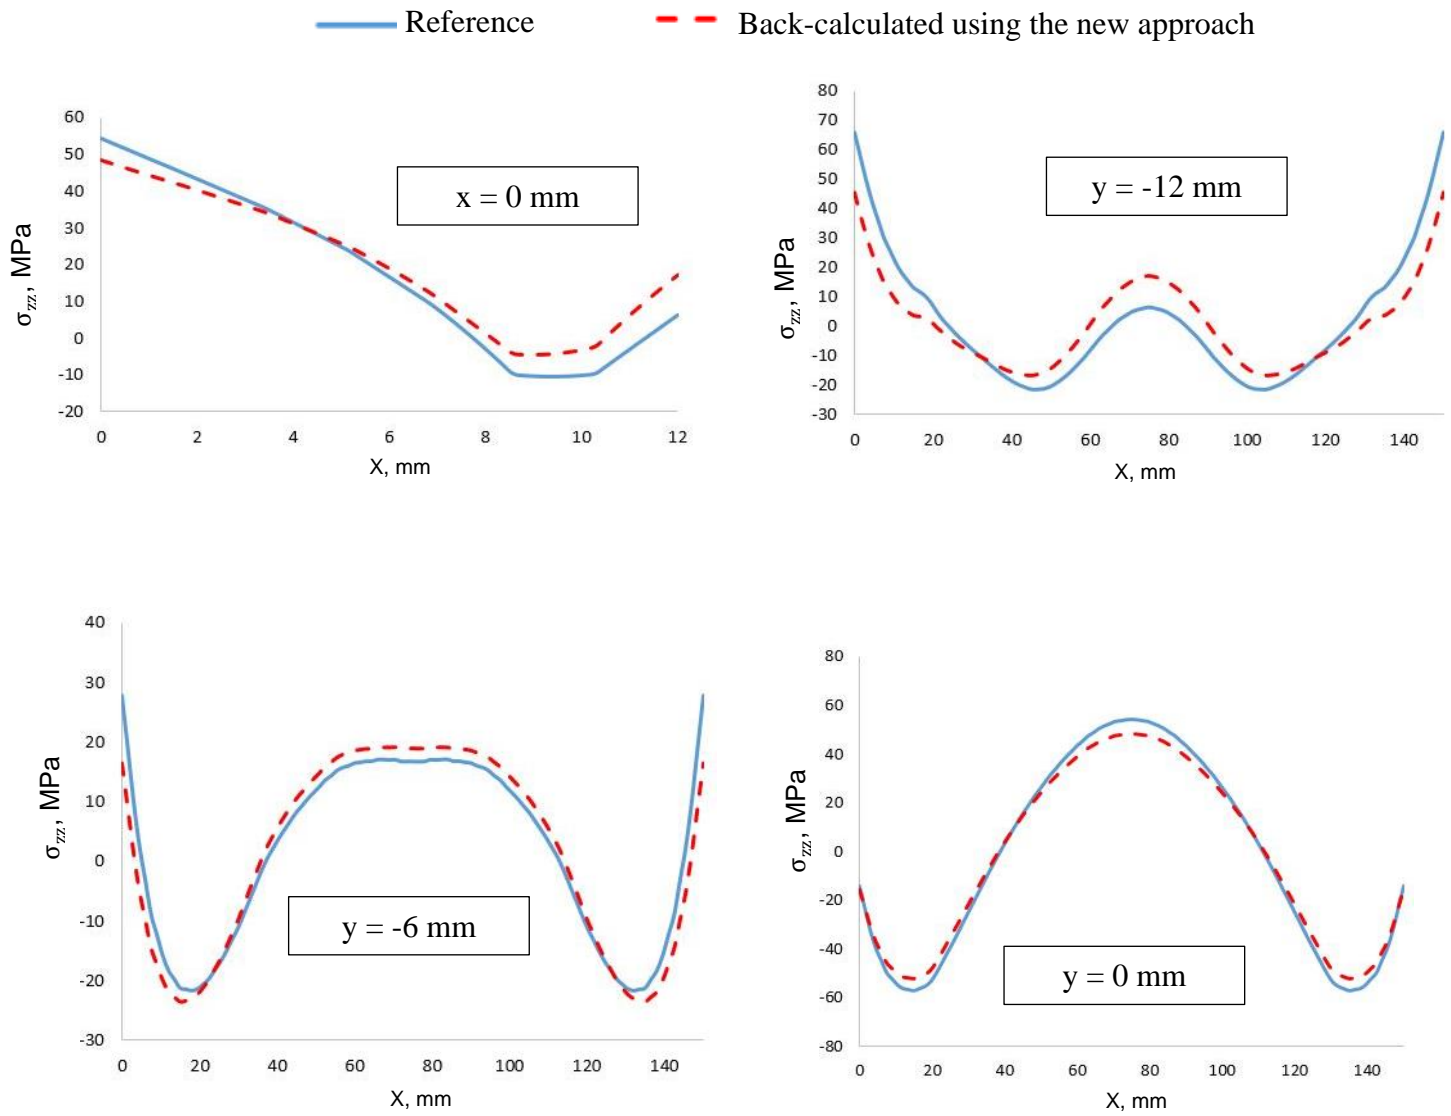 Reference
Back-calculated using the new approach
60
50
40
30
20
10
0
-10
-20
σzz, MPa
x = 0 mm
0 2 4 6 8 10 12
X, mm
80
70
60
50
40
30
20
10
0
-10
-20
-30
σzz, MPa
y = -12 mm
0 20 40 60 80 100 120 140
X, mm
40
30
20
10
0
-10
-20
-30
σzz, MPa
y = -6 mm
0 20 40 60 80 100 120 140
X, mm
80
60
40
20
0
-20
-40
-60
-80
σzz, MPa
y = 0 mm
0 20 40 60 80 100 120 140
X, mm